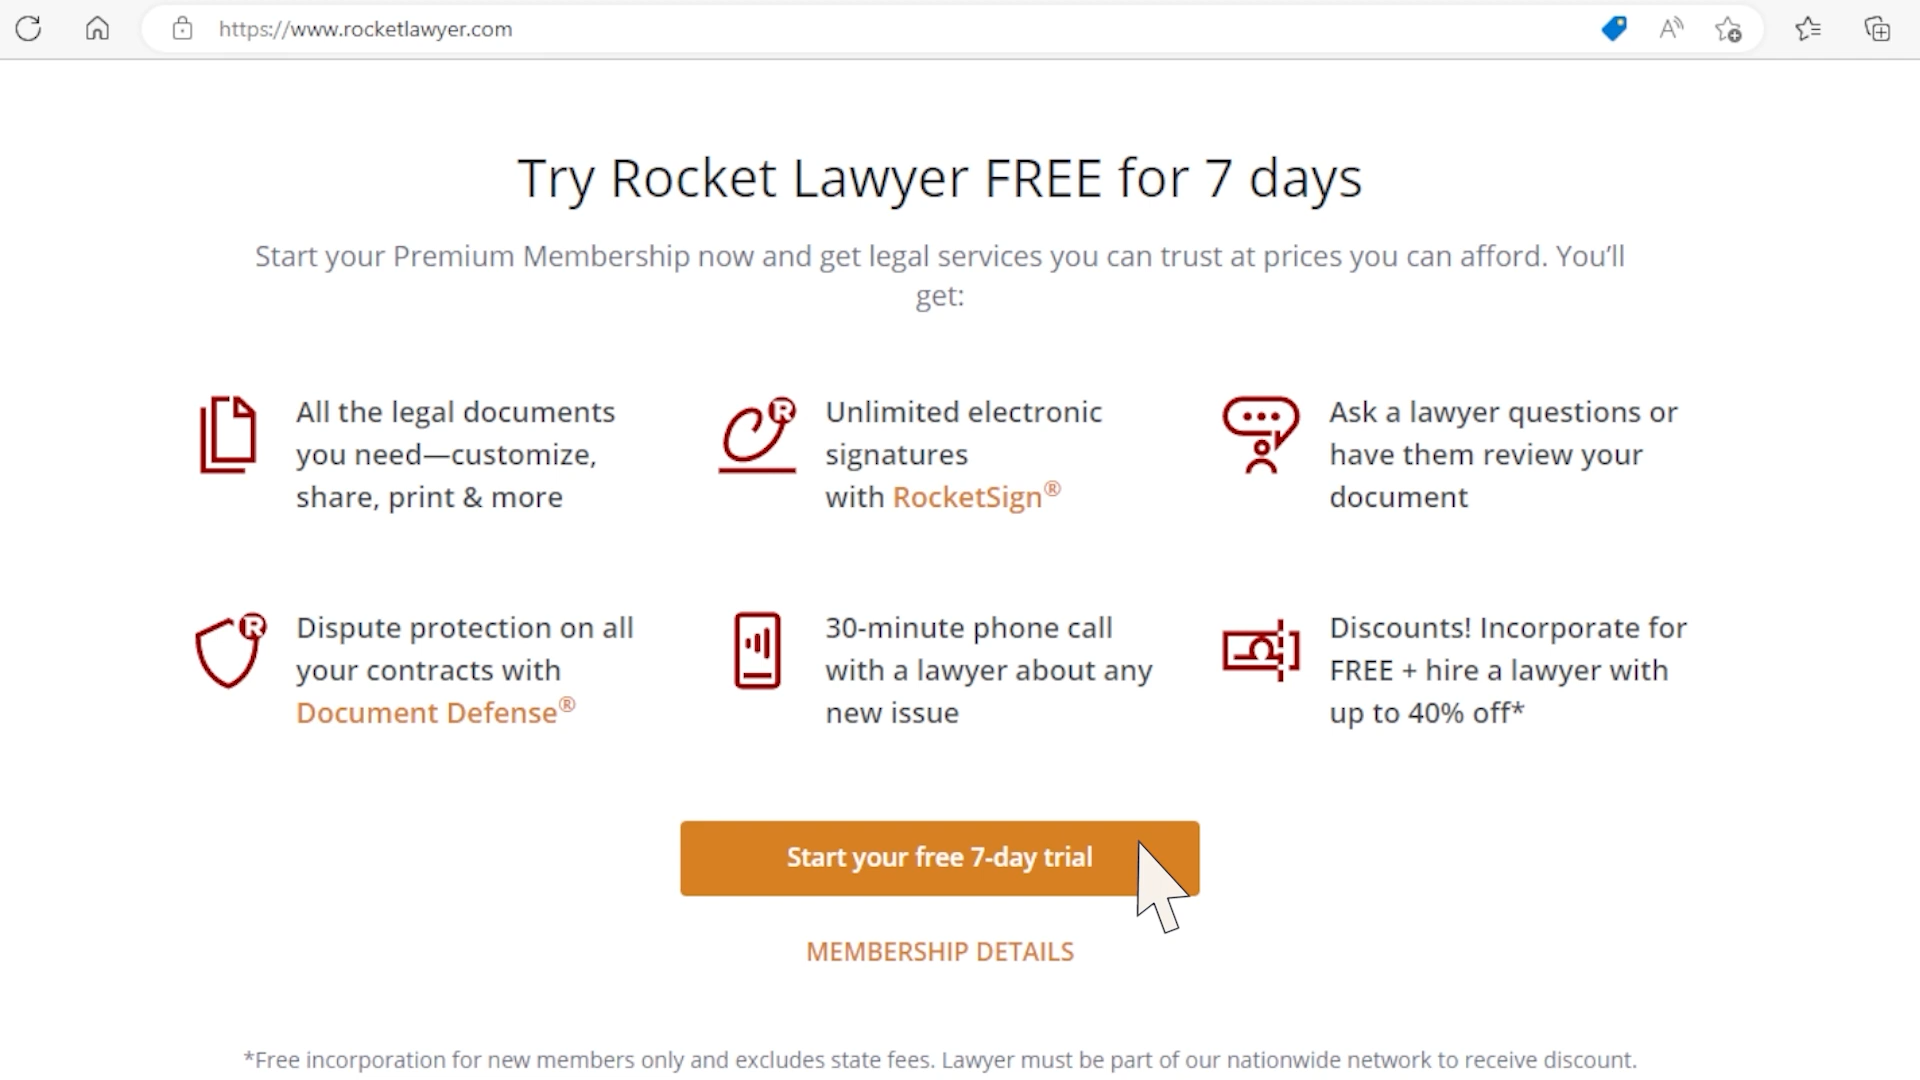 https://www.rocketlawyer.com
Try Rocket Lawyer FREE for 7 days
Start your Premium Membership now and get legal services you can trust at prices you can afford. You’ll
get:
All the legal documents
you need—customize,
share, print & more
Unlimited electronic
signatures
with RocketSign®
Ask a lawyer questions or
have them review your
document
Dispute protection on all
your contracts with
Document Defense®
30-minute phone call
with a lawyer about any
new issue
Discounts! Incorporate for
FREE + hire a lawyer with
up to 40% off*
Start your free 7-day trial
MEMBERSHIP DETAILS
*Free incorporation for new members only and excludes state fees. Lawyer must be part of our nationwide network to receive discount.